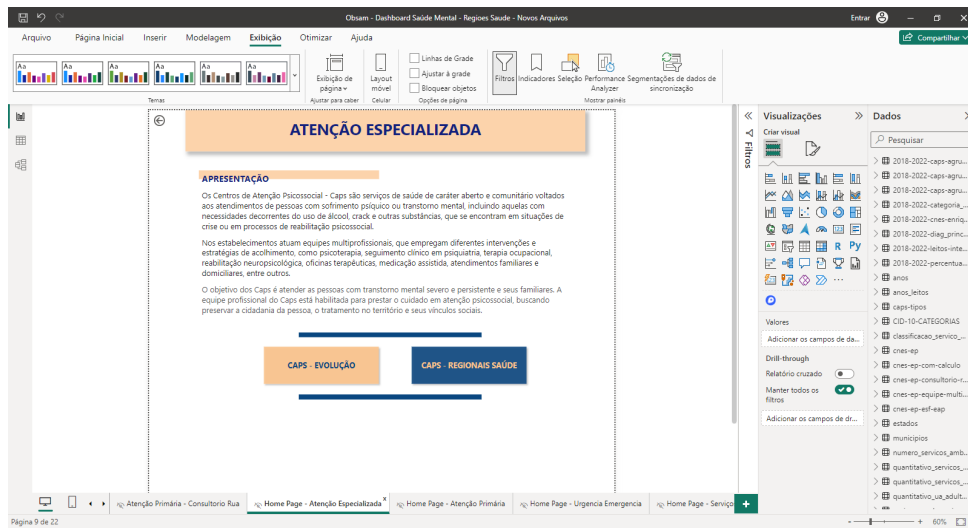 Obsam - Dashboard Saúde Mental - Regioes Saude - Novos Arquivos
Entrar
Arquivo
Página Inicial
Inserir
Modelagem
Exibição
Otimizar
Ajuda
Compartilhar
Aa
Aa
Aa
Aa
Aa
Aa
Temas
Exibição de página
Ajustar para caber
Layout móvel
Celular
Linhas de Grade
Ajustar à grade
Bloquear objetos
Opções de página
Filtros
Indicadores
Seleção
Performance Analyzer
Segmentações de dados de sincronização
Mostrar painéis
ATENÇÃO ESPECIALIZADA
APRESENTAÇÃO
Os Centros de Atenção Psicossocial - Caps são serviços de saúde de caráter aberto e comunitário voltados
aos atendimentos de pessoas com sofrimento psíquico ou transtorno mental, incluindo aquelas com
necessidades decorrentes do uso de álcool, crack e outras substâncias, que se encontram em situações de
crise ou em processos de reabilitação psicossocial.
Nos estabelecimentos atuam equipes multiprofissionais, que empregam diferentes intervenções e
estratégias de acolhimento, como psicoterapia, seguimento clínico em psiquiatria, terapia ocupacional,
reabilitação neuropsicológica, oficinas terapêuticas, medicação assistida, atendimentos familiares e
domiciliares, entre outros.
O objetivo dos Caps é atender as pessoas com transtorno mental severo e persistente e seus familiares. A
equipe profissional do Caps está habilitada para prestar o cuidado em atenção psicossocial, buscando
preservar a cidadania da pessoa, o tratamento no território e seus vínculos sociais.
CAPS - EVOLUÇÃO
CAPS - REGIONAIS SAÚDE
Filtros
Visualizações
Criar visual
R
Py
Valores
Adicionar os campos de da...
Drill-through
Relatório cruzado
Manter todos os
filtros
Adicionar os campos de dr...
Dados
Pesquisar
2018-2022-caps-agru...
2018-2022-caps-agru...
2018-2022-caps-agru...
2018-2022-categoria_...
2018-2022-cnes-enriq...
2018-2022-diag_princ...
2018-2022-leitos-inte...
2018-2022-percentua...
anos
anos_leitos
caps-tipos
CID-10-CATEGORIAS
classificacao_servico_...
cnes-ep
cnes-ep-com-calculo
cnes-ep-consultorio-r...
cnes-ep-equipe-multi...
cnes-ep-esf-eap
estados
municipios
numero_servicos_amb...
quantitativo_servicos_...
quantitativo_servicos_...
quantitativo_ua_adult...
Atenção Primária - Consultorio Rua
Home Page - Atenção Especializada
Home Page - Atenção Primária
Home Page - Urgencia Emergencia
Home Page - Serviço
Página 9 de 22
60%